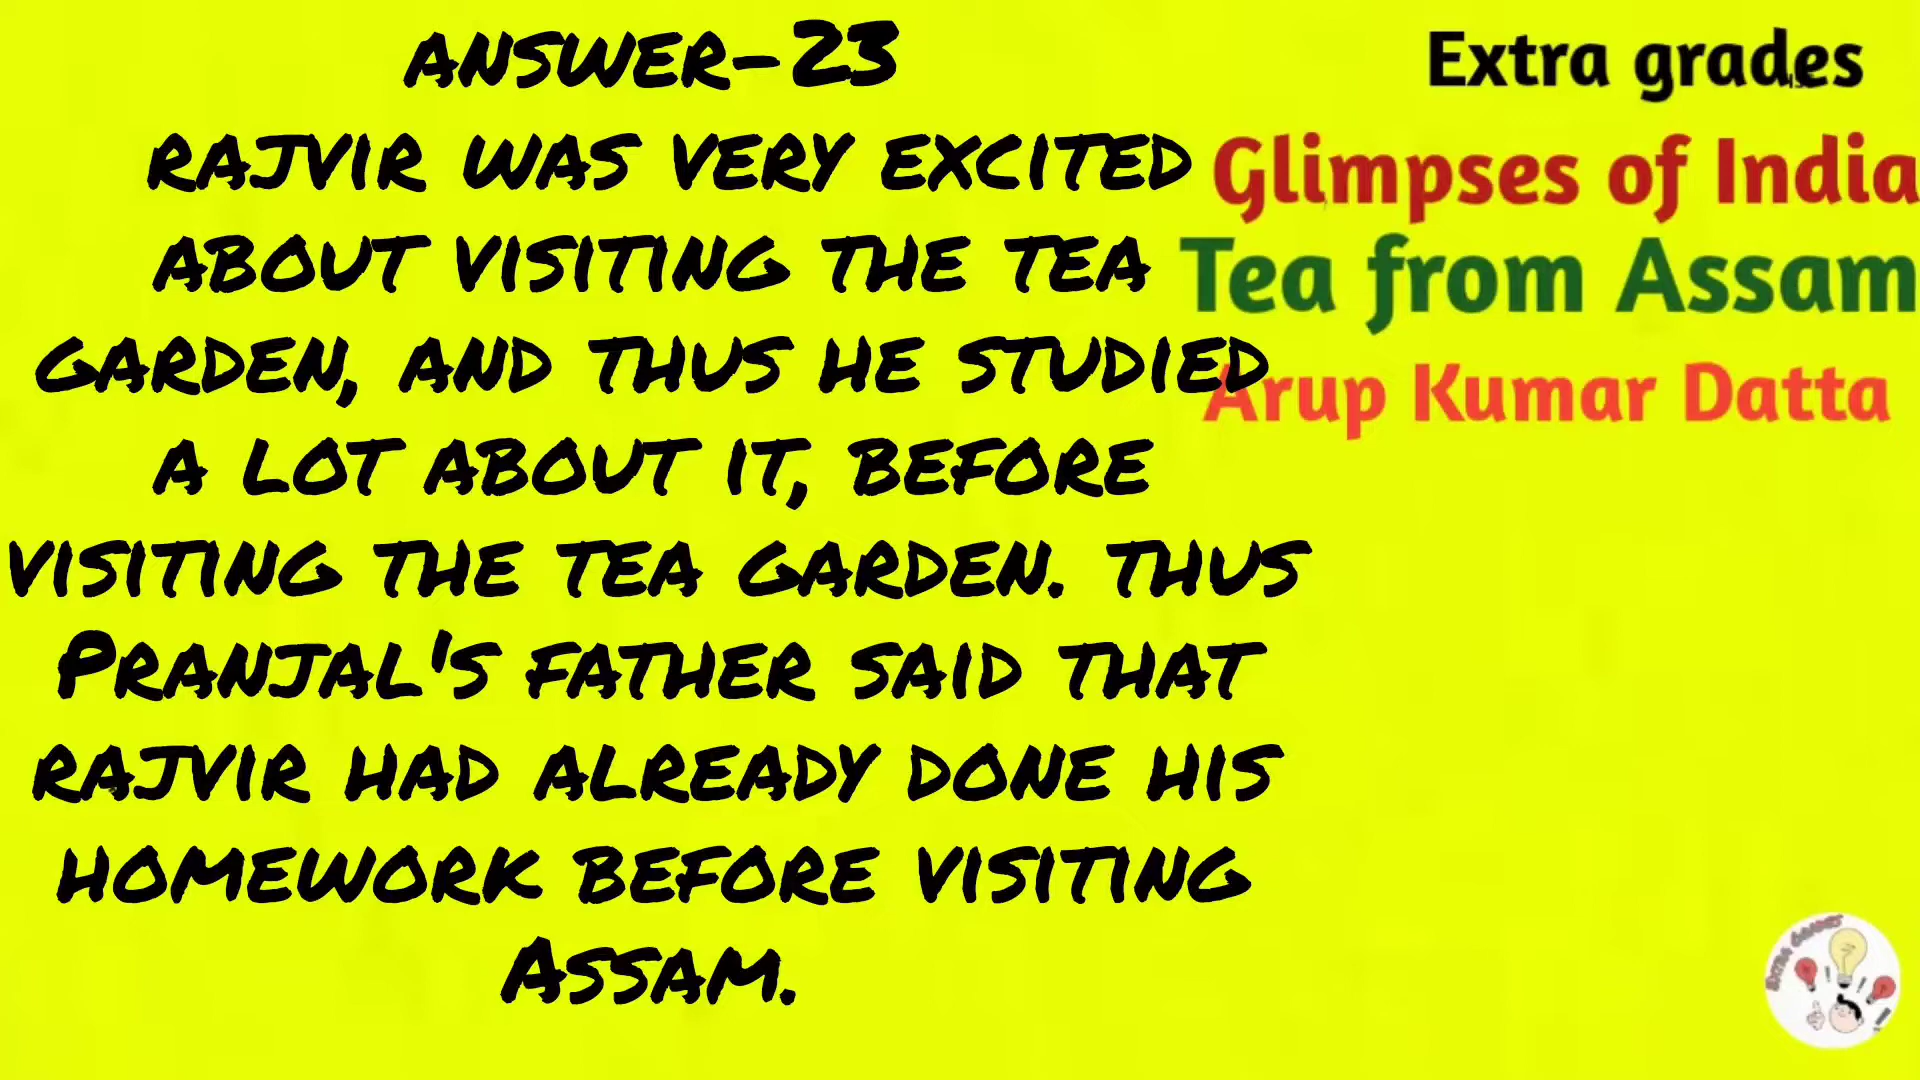 ANSWER-23
RAJVIR WAS VERY EXCITED
ABOUT VISITING THE TEA
GARDEN, AND THUS HE STUDIED
A LOT ABOUT IT, BEFORE
VISITING THE TEA GARDEN. THUS
PRANJAL'S FATHER SAID THAT
RAJVIR HAD ALREADY DONE HIS
HOMEWORK BEFORE VISITING
ASSAM.
Extra grades
Glimpses of India
Tea from Assam
Arup Kumar Datta
EXTRA GRADES